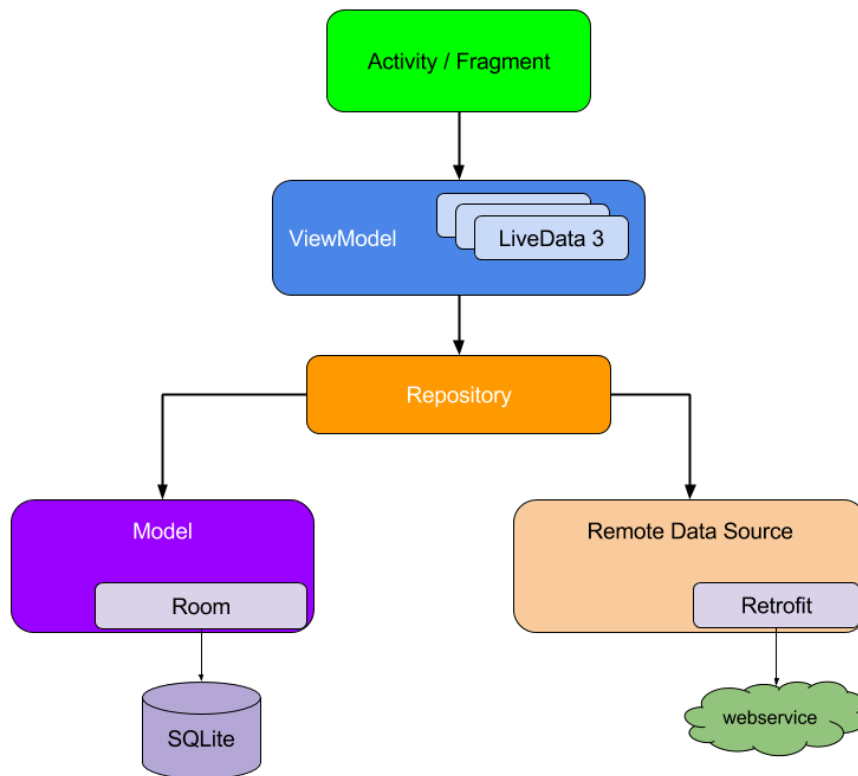 Activity / Fragment
ViewModel
LiveData 3
Repository
Model
Remote Data Source
Room
Retrofit
SQLite
webservice